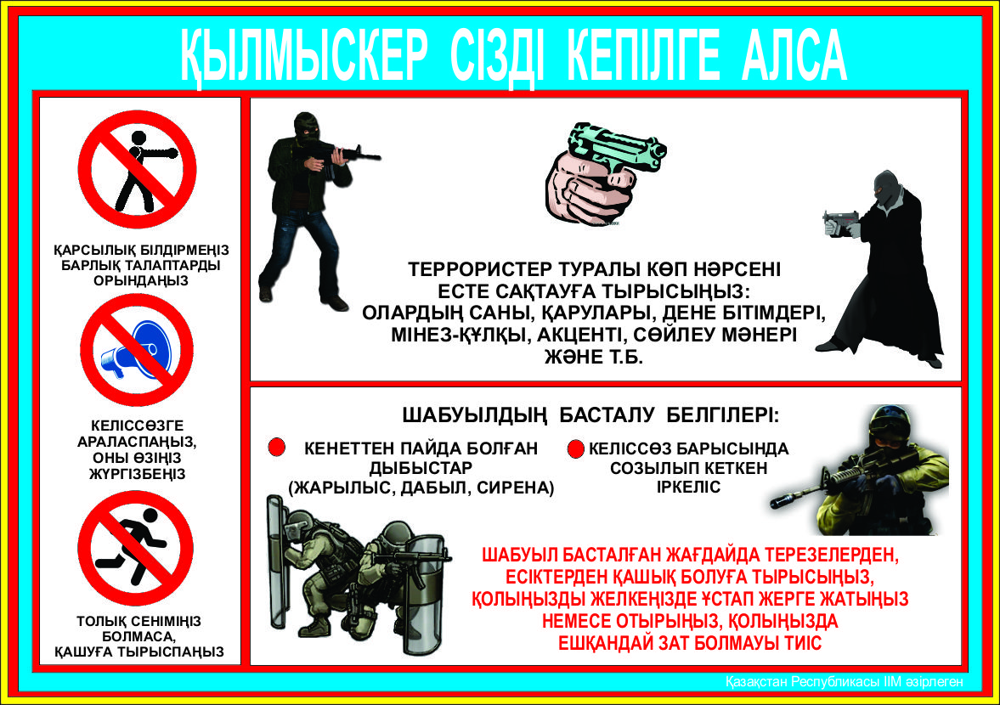 ҚЫЛМЫСКЕР СІЗДІ КЕПІЛГЕ АЛСА
ҚАРСЫЛЫҚ БІЛДІРМЕҢІЗ
БАРЛЫҚ ТАЛАПТАРДЫ
ОРЫНДАҢЫЗ
КЕЛІССӨЗГЕ
АРАЛАСПАҢЫЗ,
ОНЫ ӨЗІҢІЗ
ЖҮРГІЗБЕҢІЗ
ТОЛЫҚ СЕНІМІҢІЗ
БОЛМАСА,
ҚАШУҒА ТЫРЫСПАҢЫЗ
ТЕРРОРИСТЕР ТУРАЛЫ КӨП НӘРСЕНІ
ЕСТЕ САҚТАУҒА ТЫРЫСЫҢЫЗ:
ОЛАРДЫҢ САНЫ, ҚАРУЛАРЫ, ДЕНЕ БІТІМДЕРІ,
МІНЕЗ-ҚҰЛҚЫ, АКЦЕНТІ, СӨЙЛЕУ МӘНЕРІ
ЖӘНЕ Т.Б.
ШАБУЫЛДЫҢ БАСТАЛУ БЕЛГІЛЕРІ:
КЕНЕТТЕН ПАЙДА БОЛҒАН
ДЫБЫСТАР
(ЖАРЫЛЫС, ДАБЫЛ, СИРЕНА)
КЕЛІССӨЗ БАРЫСЫНДА
СОЗЫЛЫП КЕТКЕН
ІРКЕЛІС
ШАБУЫЛ БАСТАЛҒАН ЖАҒДАЙДА ТЕРЕЗЕЛЕРДЕН,
ЕСІКТЕРДЕН ҚАШЫҚ БОЛУҒА ТЫРЫСЫҢЫЗ,
ҚОЛЫҢЫЗДЫ ЖЕЛКЕҢІЗДЕ ҰСТАП ЖЕРГЕ ЖАТЫҢЫЗ
НЕМЕСЕ ОТЫРЫҢЫЗ, ҚОЛЫҢЫЗДА
ЕШҚАНДАЙ ЗАТ БОЛМАУЫ ТИІС
Қазақстан Республикасы ІІМ әзірлеген